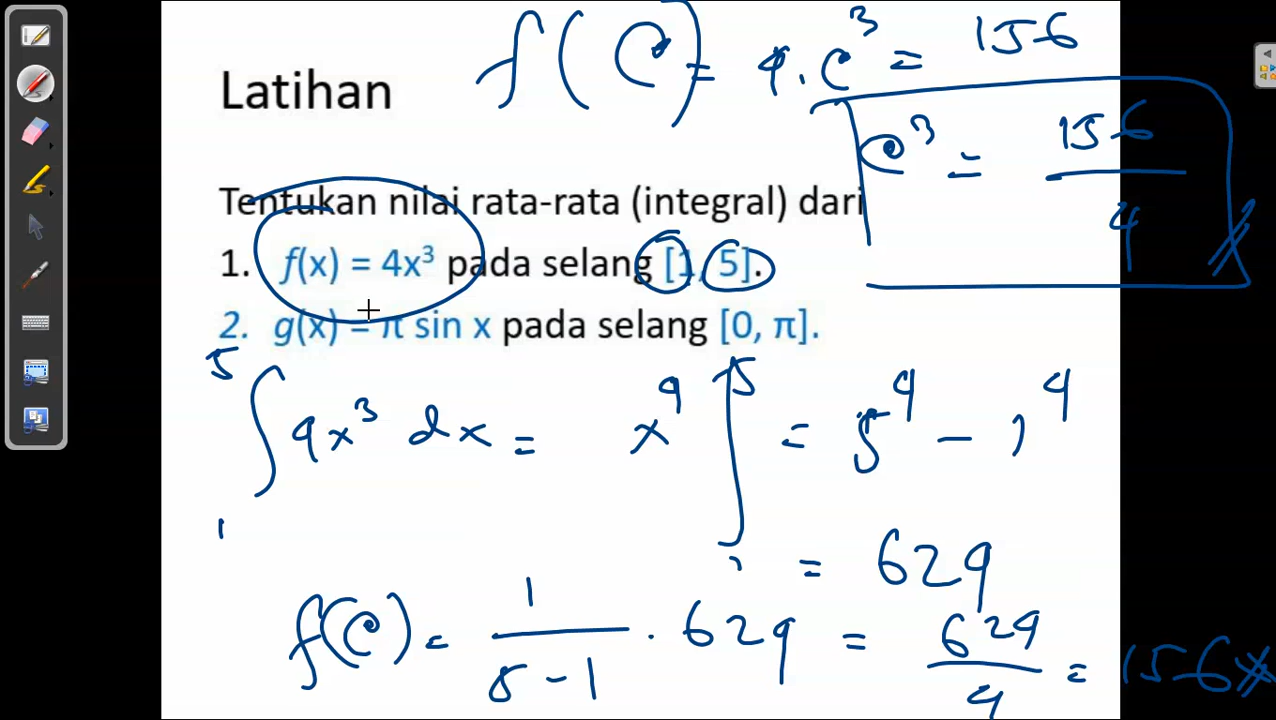 f(c) = 4.c³ = 156
Latihan
c³ = 156/4
Tentukan nilai rata-rata (integral) dari
1. f(x) = 4x³ pada selang [1, 5].
2. g(x) = π sin x pada selang [0, π].
∫₁⁵ 4x³ dx = x⁴ ]₁⁵ = 5⁴ - 1⁴
= 624
f(c) = 1/(5-1) . 624 = 624/4 = 156